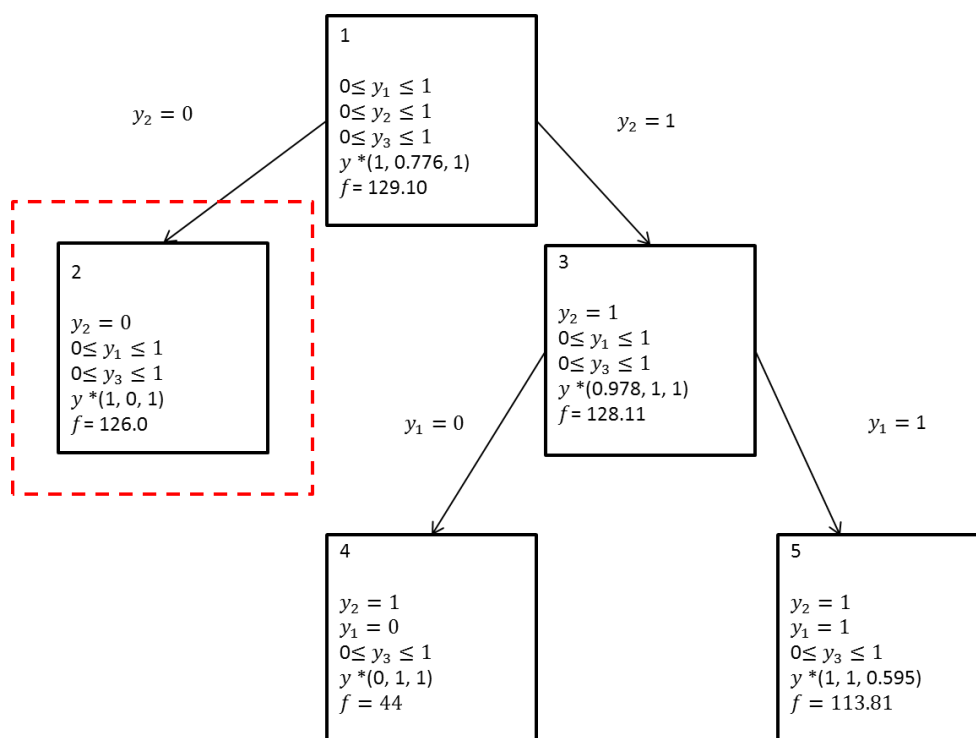 1
0≤ y₁ ≤ 1
0≤ y₂ ≤ 1
0≤ y₃ ≤ 1
y *(1, 0.776, 1)
f = 129.10
y₂ = 0
y₂ = 1
2
y₂ = 0
0≤ y₁ ≤ 1
0≤ y₃ ≤ 1
y *(1, 0, 1)
f = 126.0
3
y₂ = 1
0≤ y₁ ≤ 1
0≤ y₃ ≤ 1
y *(0.978, 1, 1)
f = 128.11
y₁ = 0
y₁ = 1
4
y₂ = 1
y₁ = 0
0≤ y₃ ≤ 1
y *(0, 1, 1)
f = 44
5
y₂ = 1
y₁ = 1
0≤ y₃ ≤ 1
y *(1, 1, 0.595)
f = 113.81